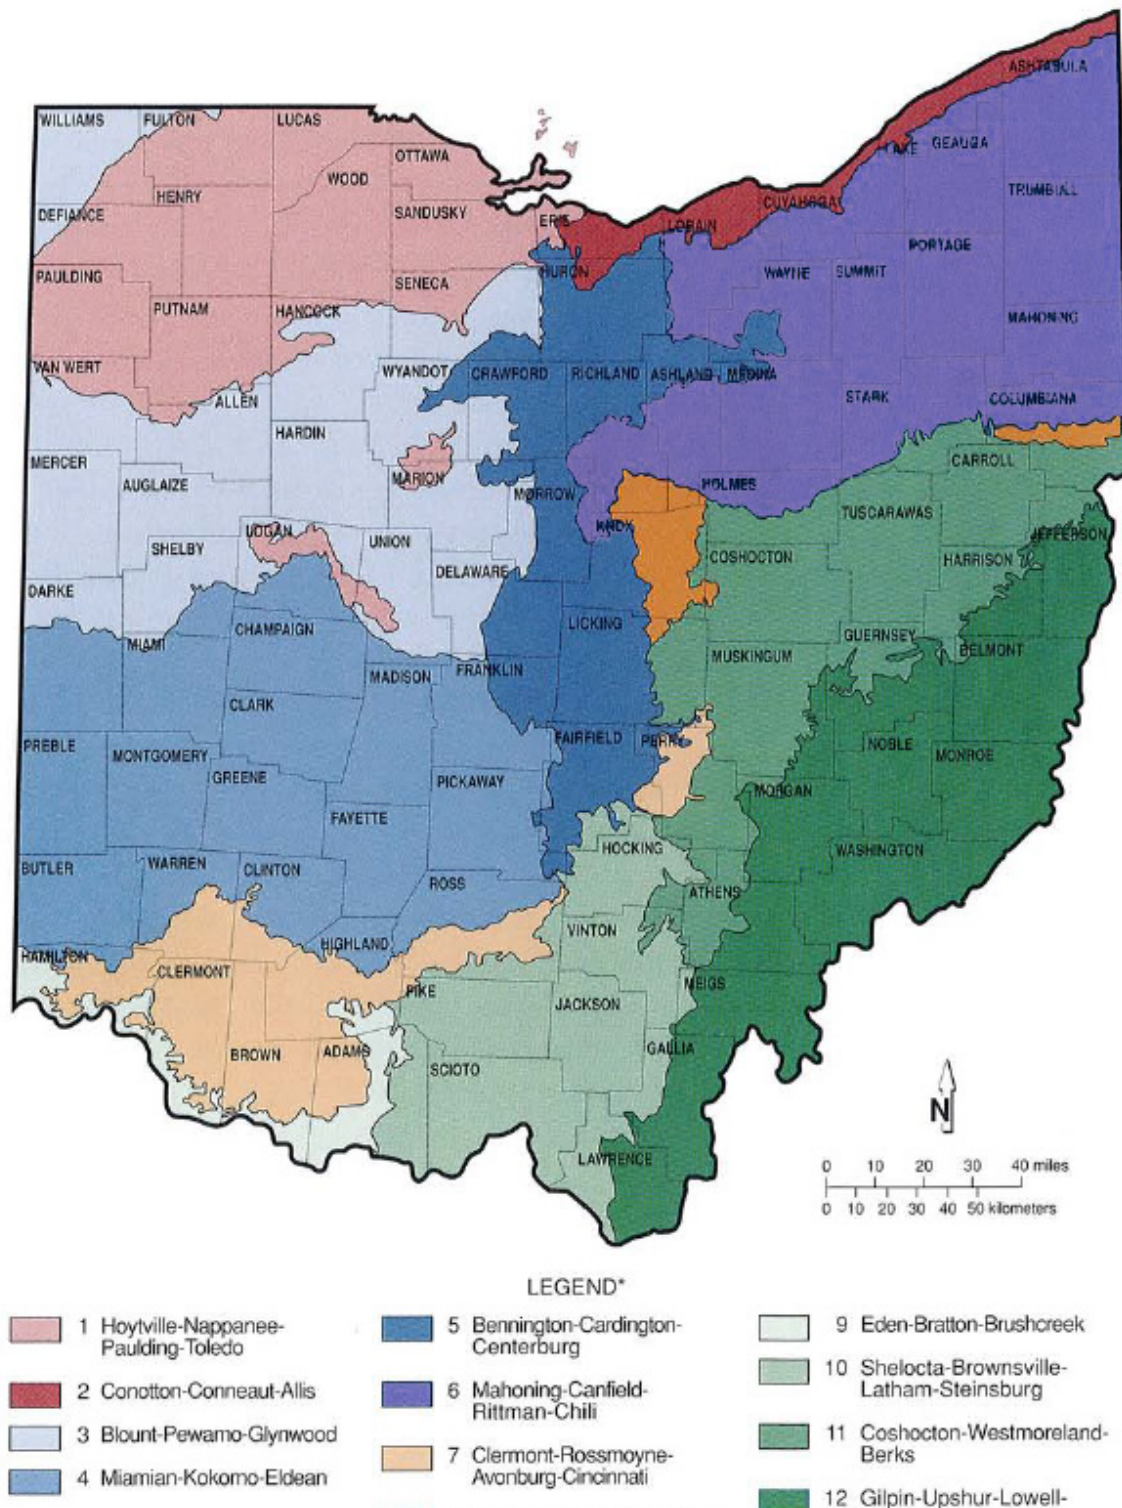 ASHTABULA
WILLIAMS
FULTON
LUCAS
LAKE
GEAUGA
OTTAWA
WOOD
HENRY
TRUMBULL
CUYAHOGA
DEFIANCE
SANDUSKY
ERIE
LORAIN
PORTAGE
PAULDING
SENECA
HURON
WAYNE
SUMMIT
PUTNAM
HANCOCK
MAHONING
VAN WERT
WYANDOT
CRAWFORD
RICHLAND
ASHLAND
MEDINA
ALLEN
STARK
COLUMBIANA
HARDIN
MERCER
CARROLL
AUGLAIZE
MARION
MORROW
HOLMES
TUSCARAWAS
LOGAN
UNION
KNOX
JEFFERSON
SHELBY
COSHOCTON
HARRISON
DELAWARE
DARKE
CHAMPAIGN
LICKING
GUERNSEY
MIAMI
MUSKINGUM
BELMONT
MADISON
FRANKLIN
CLARK
PREBLE
MONTGOMERY
FAIRFIELD
PERRY
NOBLE
MONROE
GREENE
PICKAWAY
MORGAN
FAYETTE
HOCKING
WASHINGTON
BUTLER
WARREN
CLINTON
ROSS
ATHENS
VINTON
HIGHLAND
HAMILTON
CLERMONT
PIKE
MEIGS
JACKSON
BROWN
ADAMS
GALLIA
SCIOTO
LAWRENCE
N
0 10 20 30 40 miles
0 10 20 30 40 50 kilometers
LEGEND*
1 Hoytville-Nappanee-
Paulding-Toledo
2 Conotton-Conneaut-Allis
3 Blount-Pewamo-Glynwood
4 Miamian-Kokomo-Eldean
5 Bennington-Cardington-
Centerburg
6 Mahoning-Canfield-
Rittman-Chili
7 Clermont-Rossmoyne-
Avonburg-Cincinnati
9 Eden-Bratton-Brushcreek
10 Shelocta-Brownsville-
Latham-Steinsburg
11 Coshocton-Westmoreland-
Berks
12 Gilpin-Upshur-Lowell-